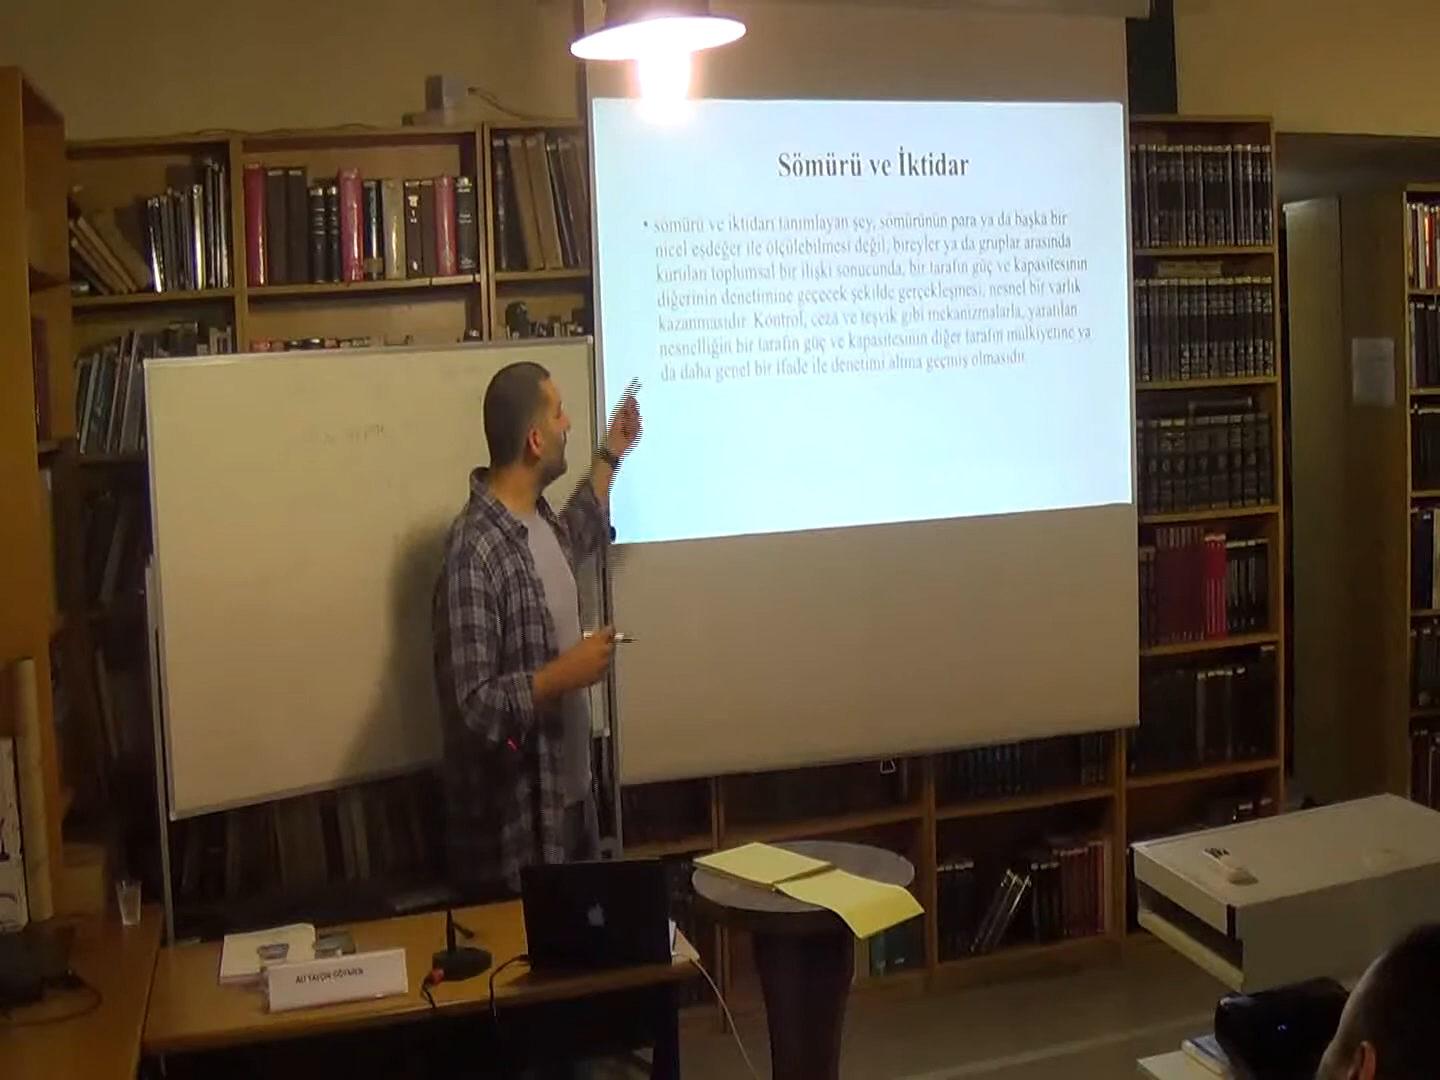 Sömürü ve İktidar
• sömürü ve iktidarı tanımlayan şey, sömürünün para ya da başka bir
nicel eşdeğer ile ölçülebilmesi değil, bireyler ya da gruplar arasında
kurulan toplumsal bir ilişki sonucunda, bir tarafın güç ve kapasitesinin
diğerinin denetimine geçecek şekilde gerçekleşmesi, nesnel bir varlık
kazanmasıdır. Kontrol, ceza ve teşvik gibi mekanizmalarla, yaratılan
nesnelliğin bir tarafın güç ve kapasitesinin diğer tarafın mülkiyetine ya
da daha genel bir ifade ile denetimi altına geçmiş olmasıdır.